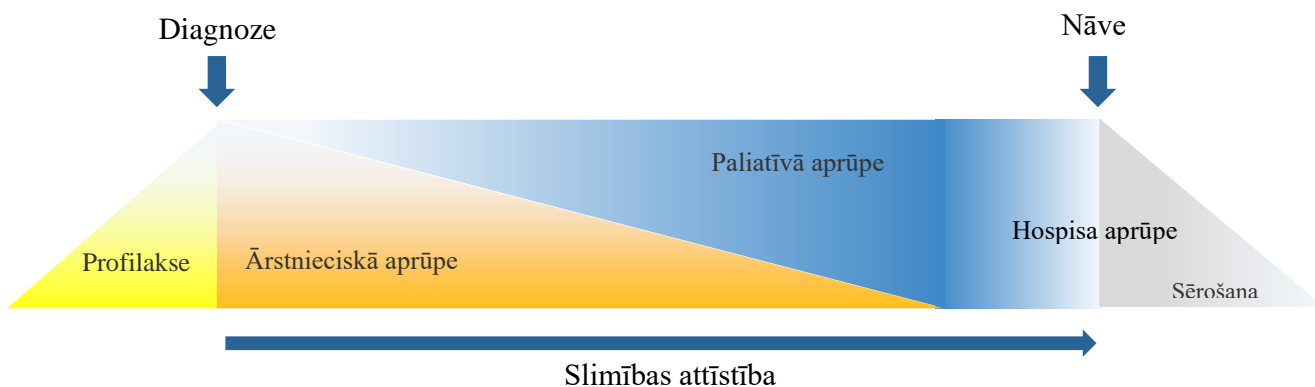 Diagnoze
Nāve
Paliatīvā aprūpe
Hospisa aprūpe
Profilakse
Ārstnieciskā aprūpe
Sērošana
Slimības attīstība